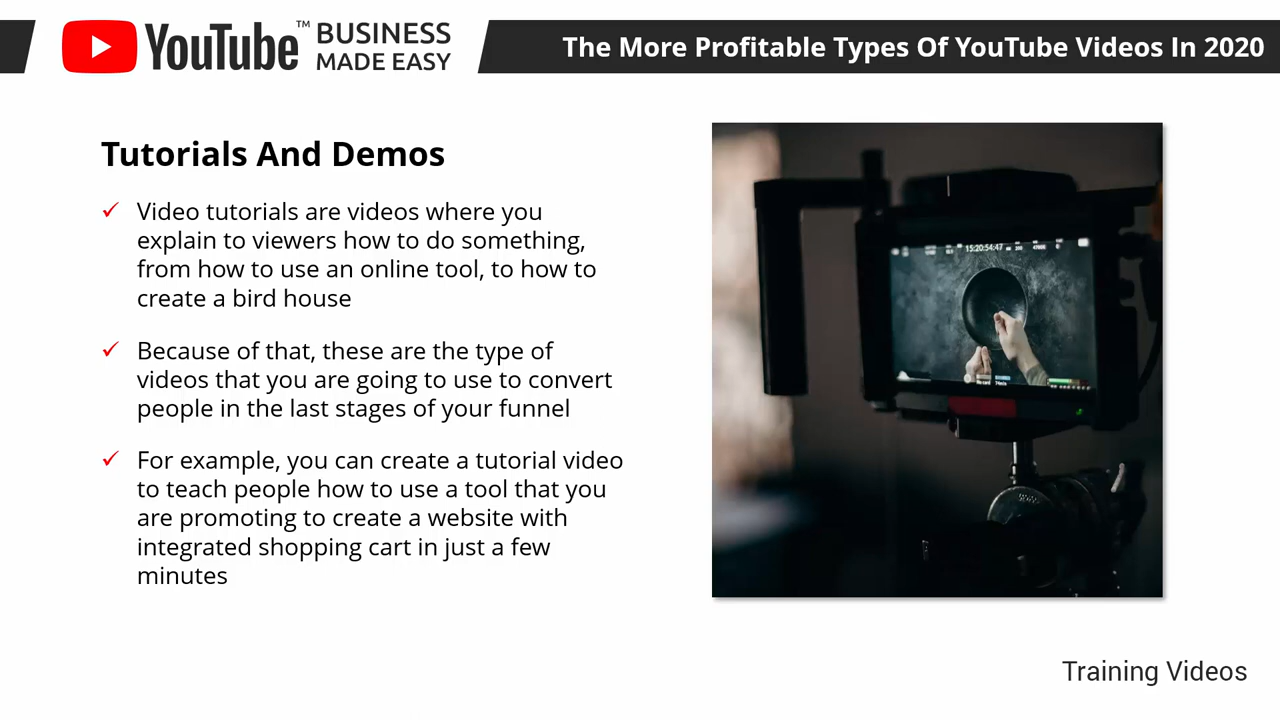 YouTube™ BUSINESS
MADE EASY
The More Profitable Types Of YouTube Videos In 2020
Tutorials And Demos
✓ Video tutorials are videos where you
explain to viewers how to do something,
from how to use an online tool, to how to
create a bird house
✓ Because of that, these are the type of
videos that you are going to use to convert
people in the last stages of your funnel
✓ For example, you can create a tutorial video
to teach people how to use a tool that you
are promoting to create a website with
integrated shopping cart in just a few
minutes
15:20:54:47
Training Videos